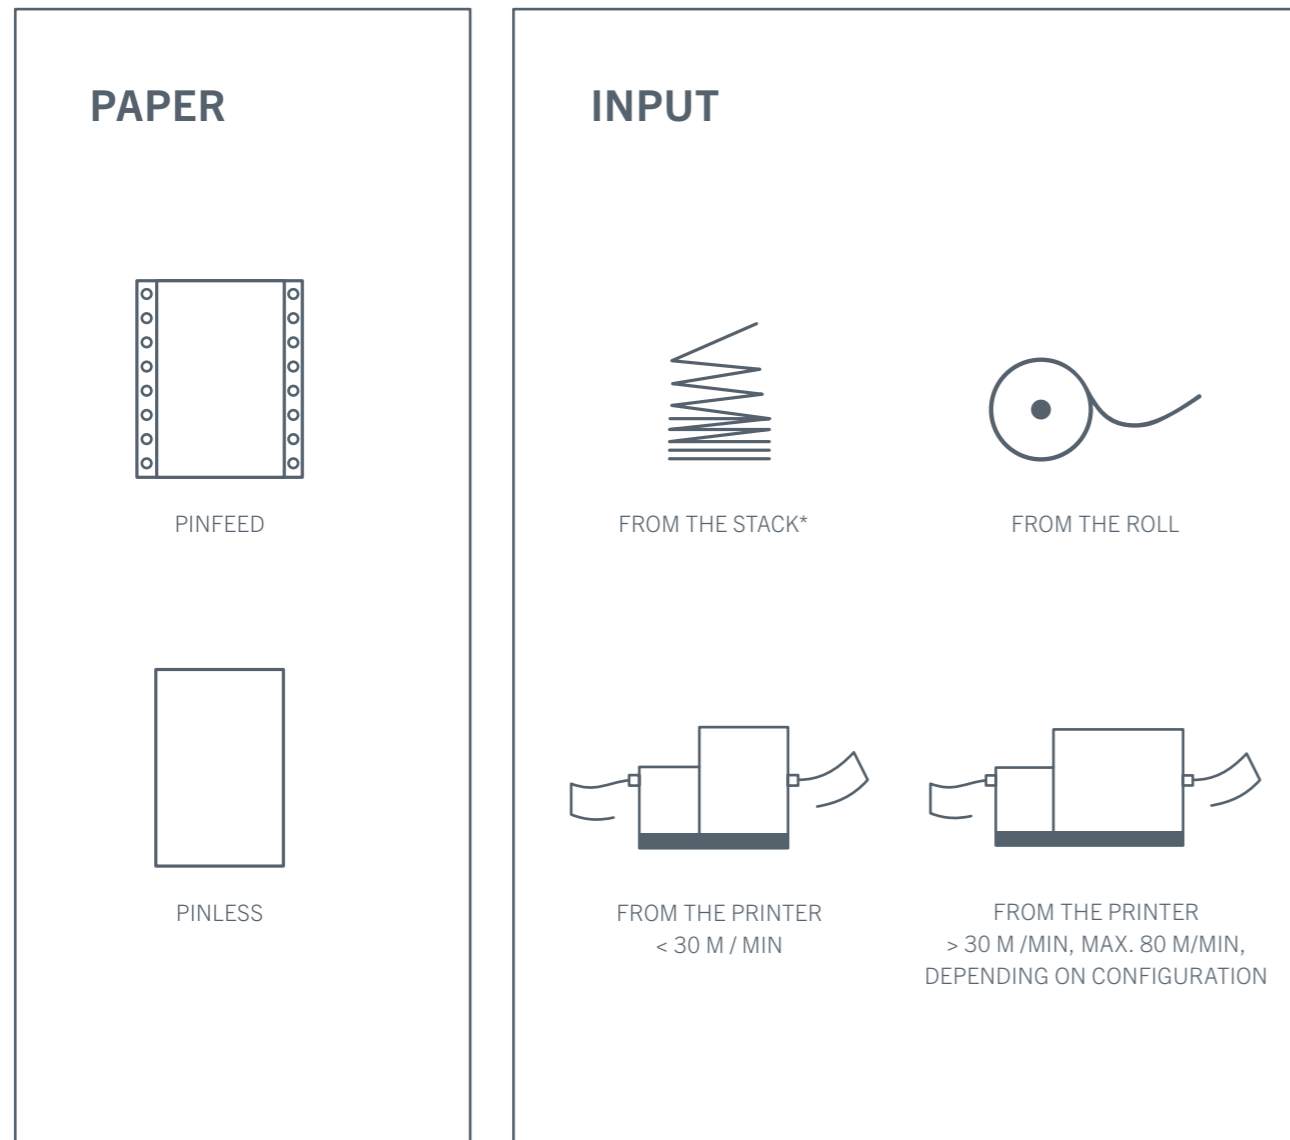 PAPER
PINFEED
PINLESS
INPUT
FROM THE STACK*
FROM THE ROLL
FROM THE PRINTER
< 30 M / MIN
FROM THE PRINTER
> 30 M /MIN, MAX. 80 M/MIN,
DEPENDING ON CONFIGURATION